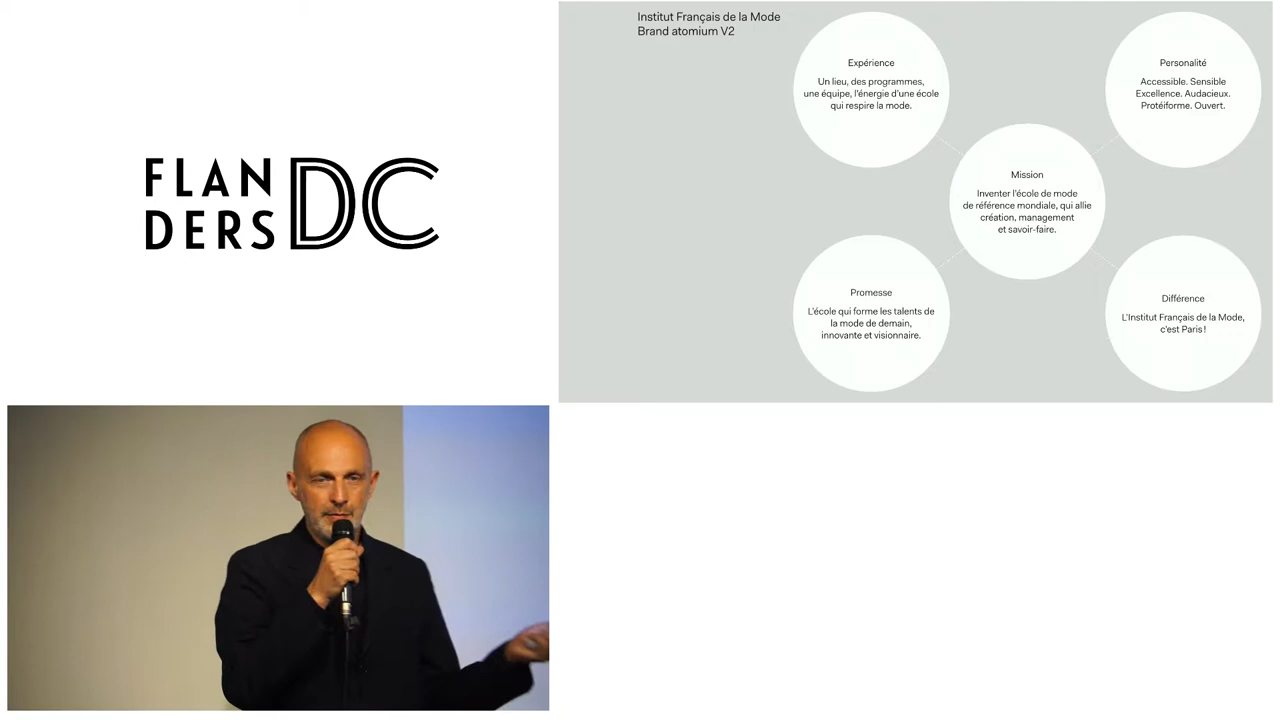 FLAN
DERS DC
Institut Français de la Mode
Brand atomium V2
Expérience
Un lieu, des programmes,
une équipe, l'énergie d'une école
qui respire la mode.
Personalité
Accessible. Sensible
Excellence. Audacieux.
Protéiforme. Ouvert.
Mission
Inventer l'école de mode
de référence mondiale, qui allie
création, management
et savoir-faire.
Promesse
L'école qui forme les talents de
la mode de demain,
innovante et visionnaire.
Différence
L'Institut Français de la Mode,
c'est Paris !